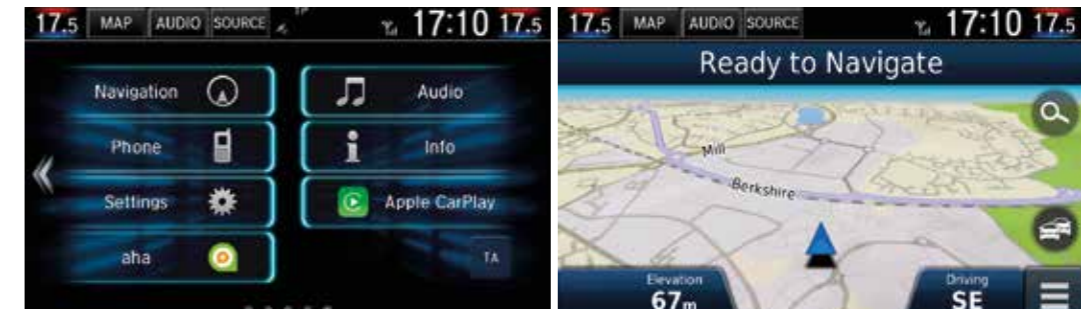 17.5 MAP AUDIO SOURCE TP 17:10 17.5
Navigation
Audio
Phone
Info
Settings
Apple CarPlay
aha
TA
17.5 MAP AUDIO SOURCE 17:10 17.5
Ready to Navigate
Mill
Berkshire
Elevation
67m
Driving
SE